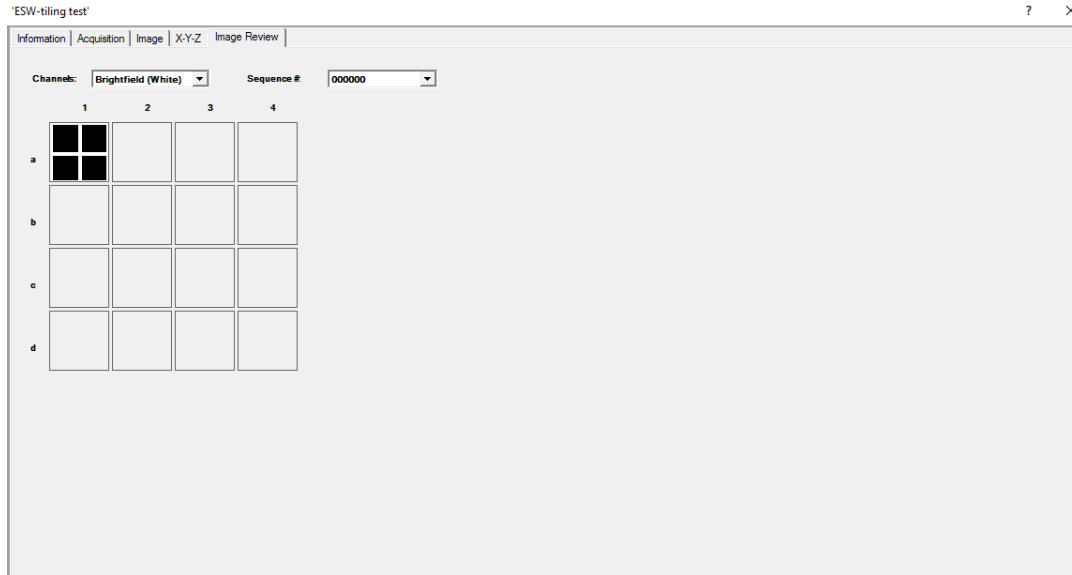 'ESW-tiling test' ? ×
Information Acquisition Image X-Y-Z Image Review
Channels: Brightfield (White) Sequence #: 000000
1 2 3 4
a
b
c
d